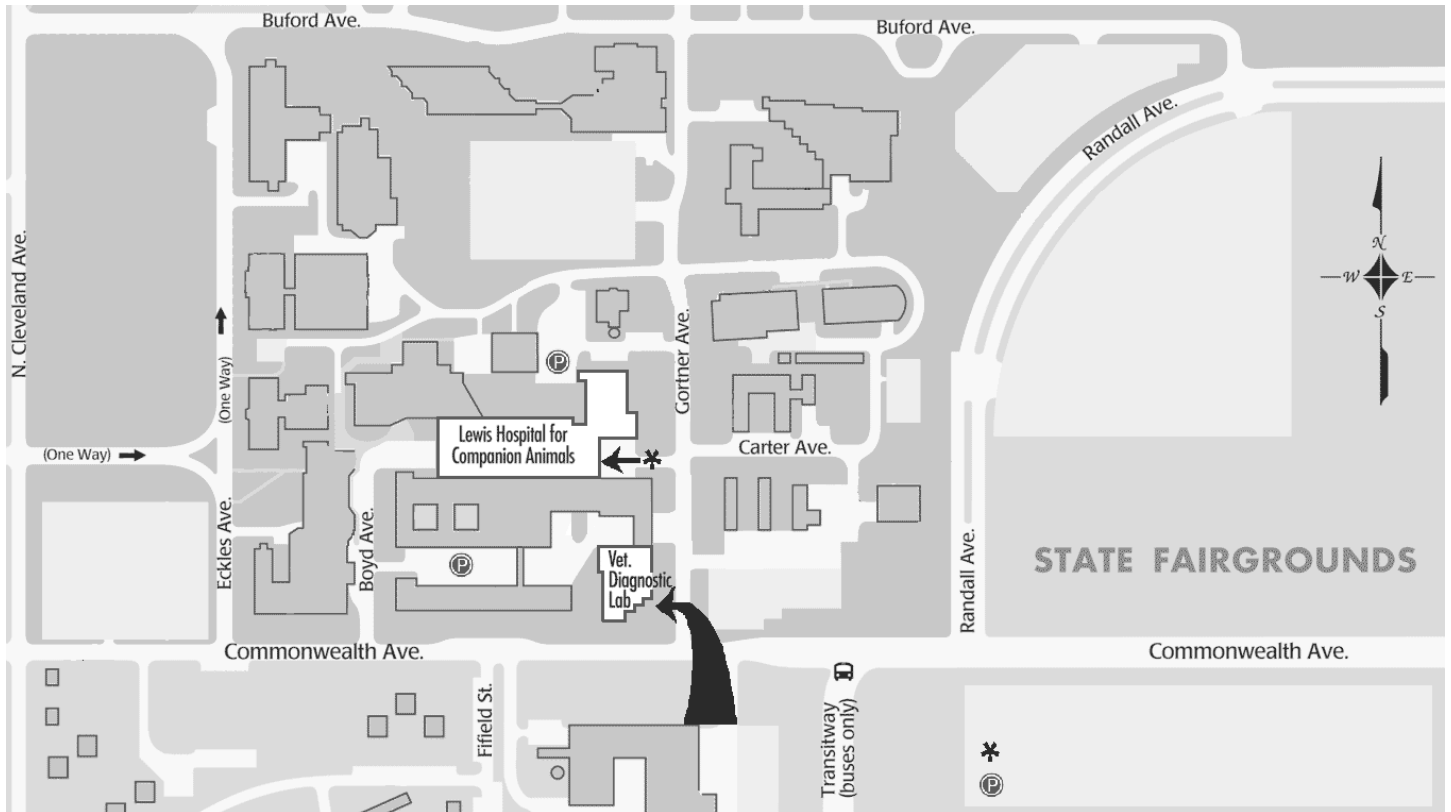 Buford Ave.
Buford Ave.
Randall Ave.
N. Cleveland Ave.
N
W
E
S
Gortner Ave.
(One Way)
P
Lewis Hospital for
Companion Animals
Carter Ave.
(One Way)
Eckles Ave.
Boyd Ave.
P
Vet.
Diagnostic
Lab
Randall Ave.
STATE FAIRGROUNDS
Commonwealth Ave.
Commonwealth Ave.
Fifield St.
Transitway
(buses only)
P